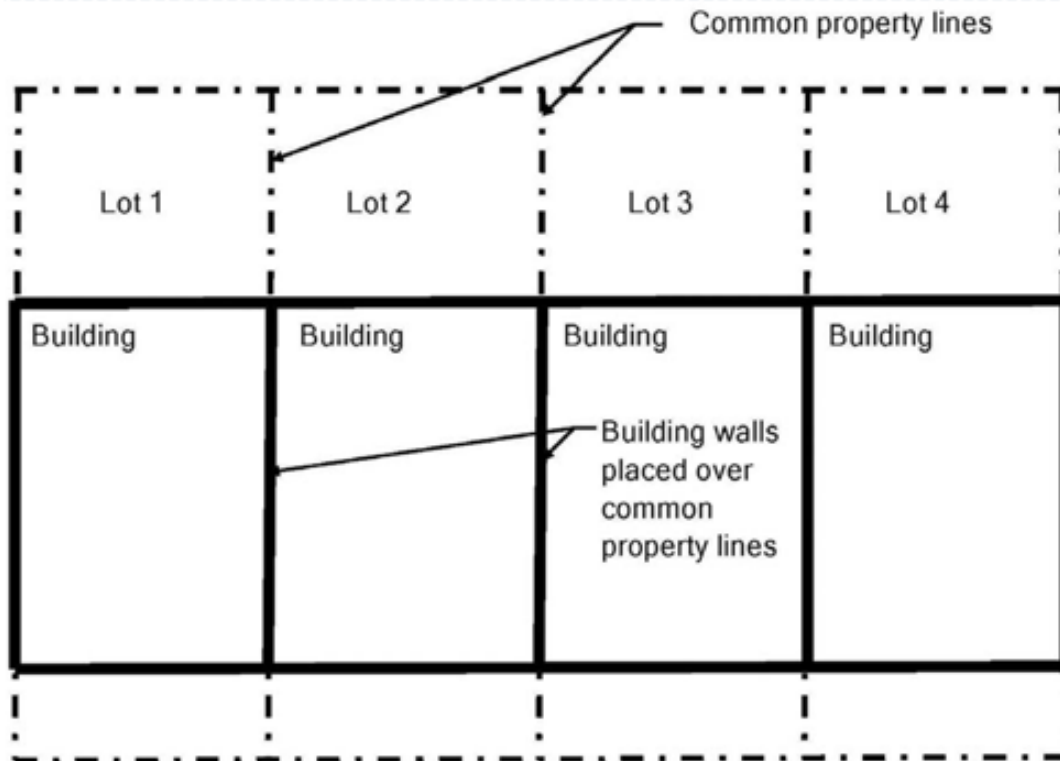 Common property lines
Lot 1
Lot 2
Lot 3
Lot 4
Building
Building
Building
Building
Building walls
placed over
common
property lines